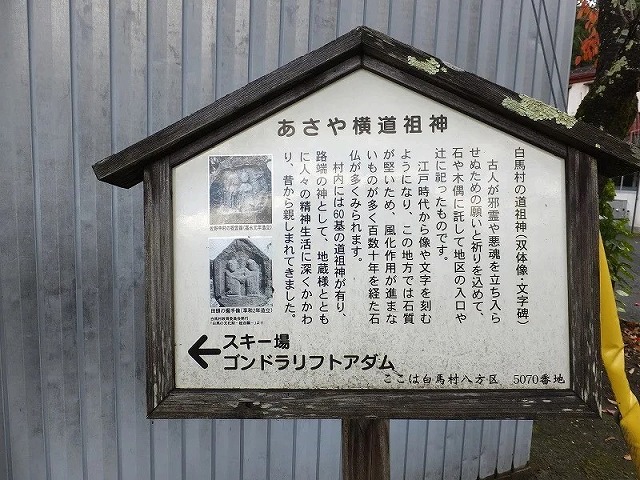 あさや横道祖神
白馬村の道祖神（双体像・文字碑）
古人が邪霊や悪魂を立ち入ら
せぬための願いと祈りを込めて、
石や木偶に託して地区の入口や
辻に祀ったものです。
江戸時代から像や文字を刻む
ようになり、この地方では石質
が堅いため、風化作用が進まな
いものが多く百数十年を経た石
仏が多くみられます。
村内には60基の道祖神が有り、
路端の神として、地蔵様ととも
に人々の精神生活に深くかかわ
り、昔から親しまれてきました。
スキー場
ゴンドラリフトアダム
ここは白馬村八方区 5070番地